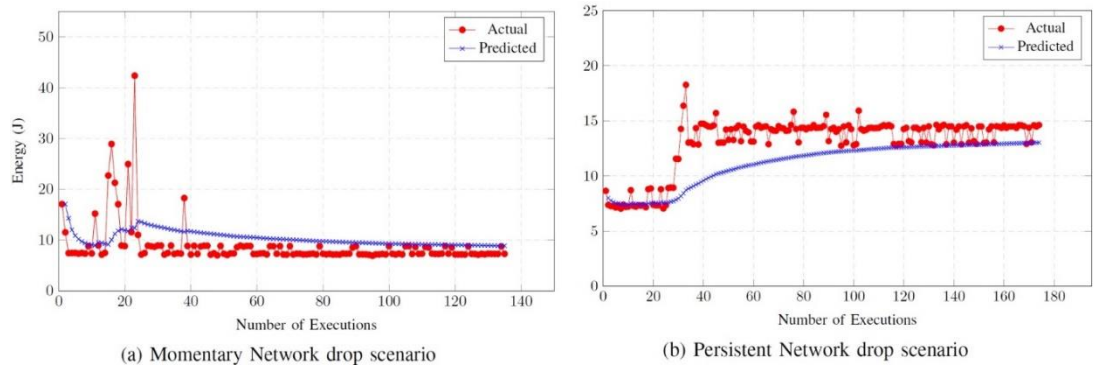 50
40
30
20
10
0
Energy (J)
Actual
Predicted
0 20 40 60 80 100 120 140
Number of Executions
(a) Momentary Network drop scenario
25
20
15
10
5
0
Actual
Predicted
0 20 40 60 80 100 120 140 160 180
Number of Executions
(b) Persistent Network drop scenario